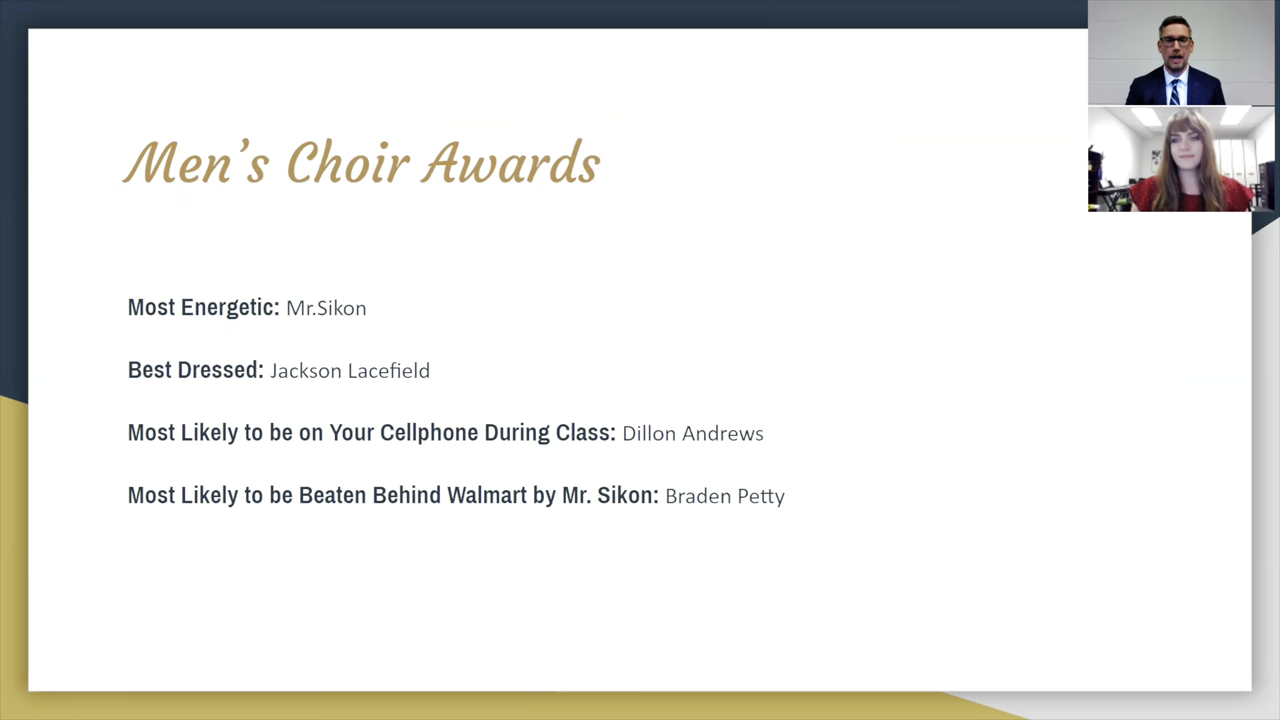 Men's Choir Awards
Most Energetic: Mr.Sikon
Best Dressed: Jackson Lacefield
Most Likely to be on Your Cellphone During Class: Dillon Andrews
Most Likely to be Beaten Behind Walmart by Mr. Sikon: Braden Petty